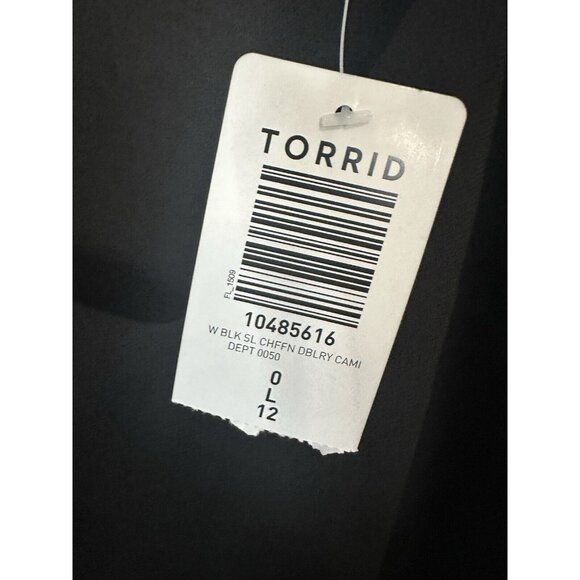 TORRID
FL_1509
10485616
W BLK SL CHFFN DBLRY CAMI
DEPT 0050
0
L
12